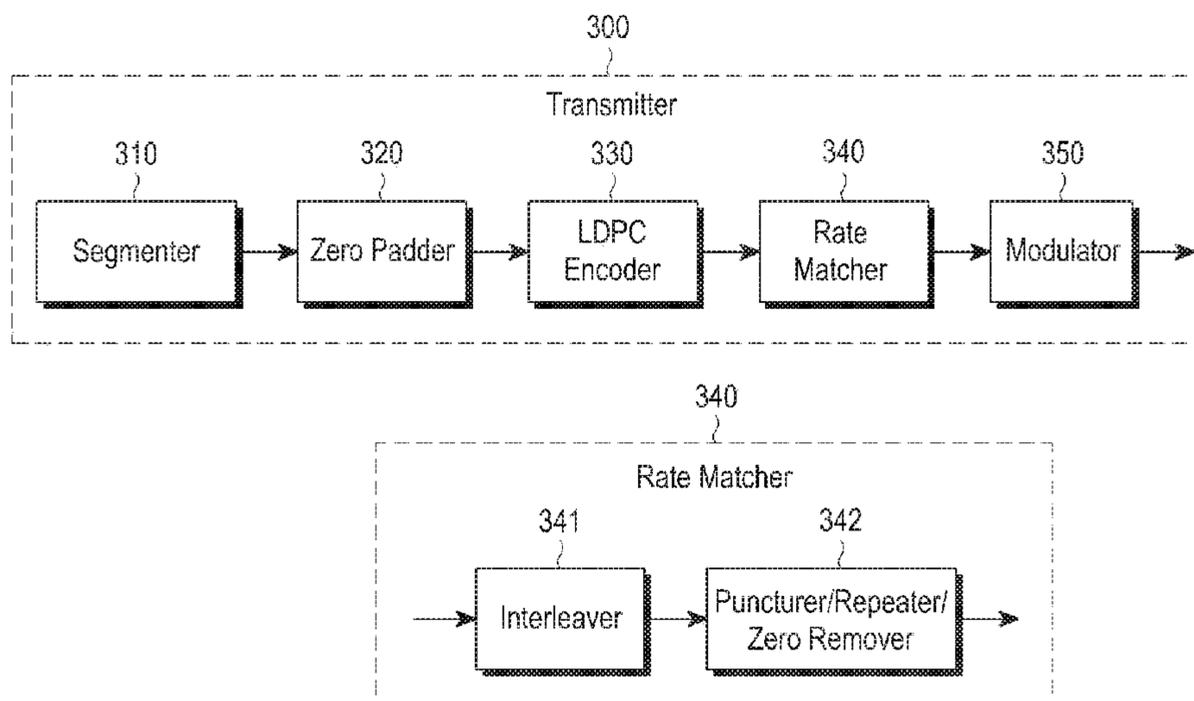 300
Transmitter
310
320
330
340
350
Segmenter
Zero Padder
LDPC
Encoder
Rate
Matcher
Modulator
340
Rate Matcher
341
342
Interleaver
Puncturer/Repeater/
Zero Remover